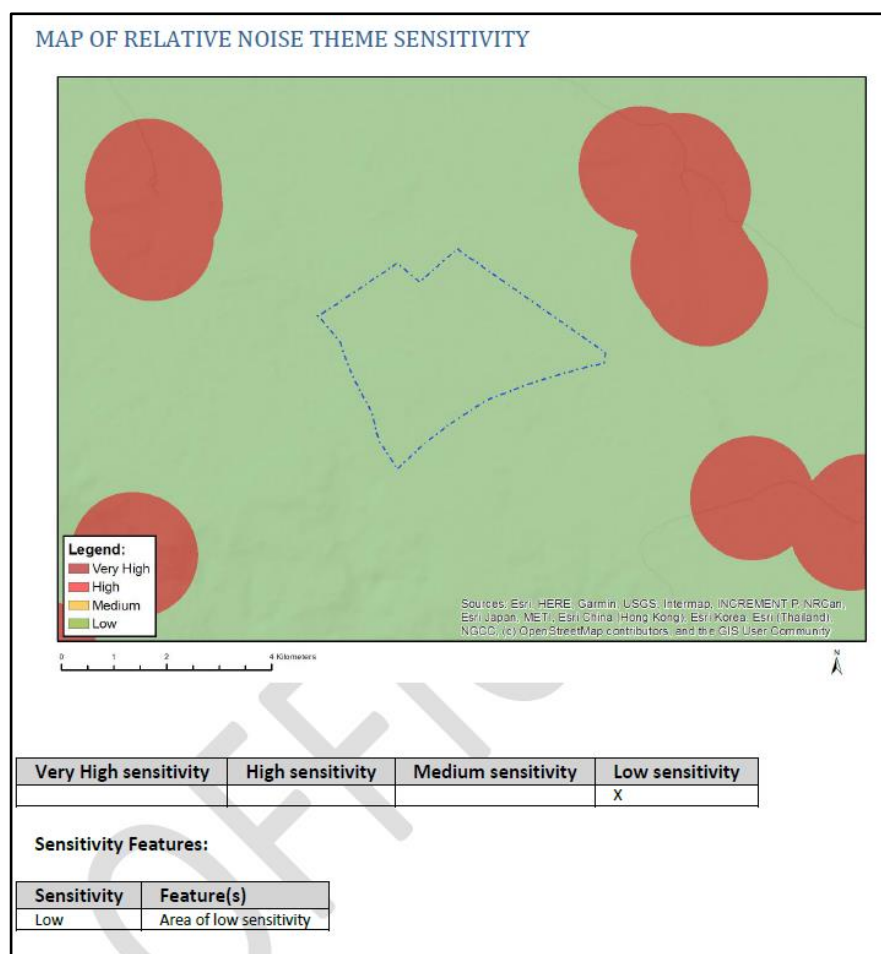 MAP OF RELATIVE NOISE THEME SENSITIVITY
Legend:
Very High
High
Medium
Low
Sources: Esri, HERE, Garmin, USGS, Intermap, INCREMENT P, NRCan,
Esri Japan, METI, Esri China (Hong Kong), Esri Korea, Esri (Thailand),
NGCC, (c) OpenStreetMap contributors, and the GIS User Community
0 1 2 4 Kilometers
N
Very High sensitivity High sensitivity Medium sensitivity Low sensitivity
X
Sensitivity Features:
Sensitivity Feature(s)
Low Area of low sensitivity